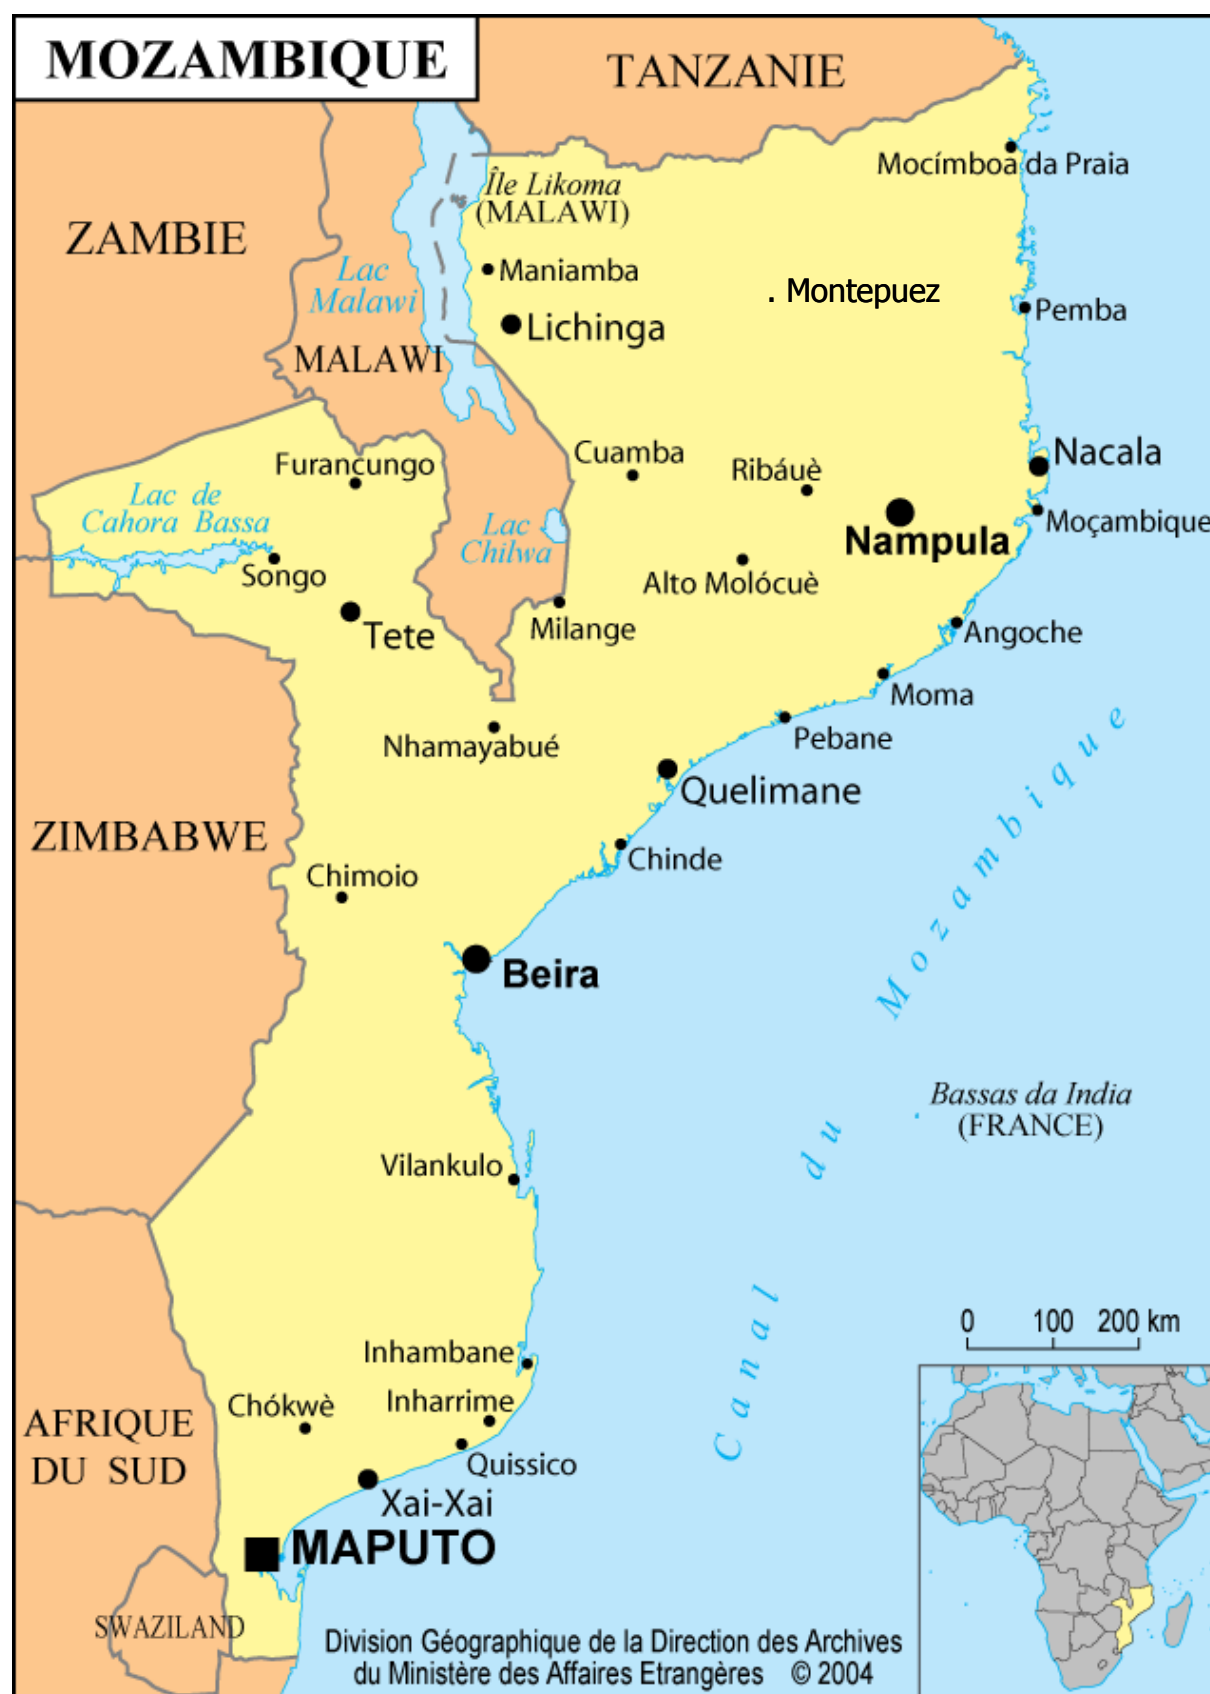 MOZAMBIQUE
TANZANIE
Mocímboa da Praia
Île Likoma
(MALAWI)
ZAMBIE
Lac
Malawi
Maniamba
. Montepuez
Pemba
Lichinga
MALAWI
Cuamba
Nacala
Furancungo
Ribáuè
Lac de
Cahora Bassa
Lac
Chilwa
Moçambique
Nampula
Songo
Alto Molócuè
Tete
Milange
Angoche
Moma
Nhamayabué
Pebane
Quelimane
ZIMBABWE
Chinde
Chimoio
Beira
Canal du Mozambique
Bassas da India
(FRANCE)
Vilankulo
0 100 200 km
Inhambane
Inharrime
Chókwè
AFRIQUE
DU SUD
Quissico
Xai-Xai
MAPUTO
SWAZILAND
Division Géographique de la Direction des Archives
du Ministère des Affaires Etrangères © 2004